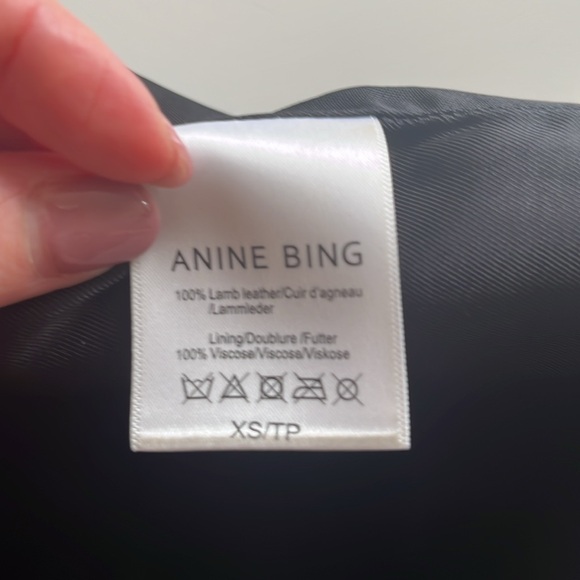 ANINE BING
100% Lamb leather/Cuir d'agneau
/Lammleder
Lining/Doublure /Futter
100% Viscose/Viscose/Viskose
XS/TP